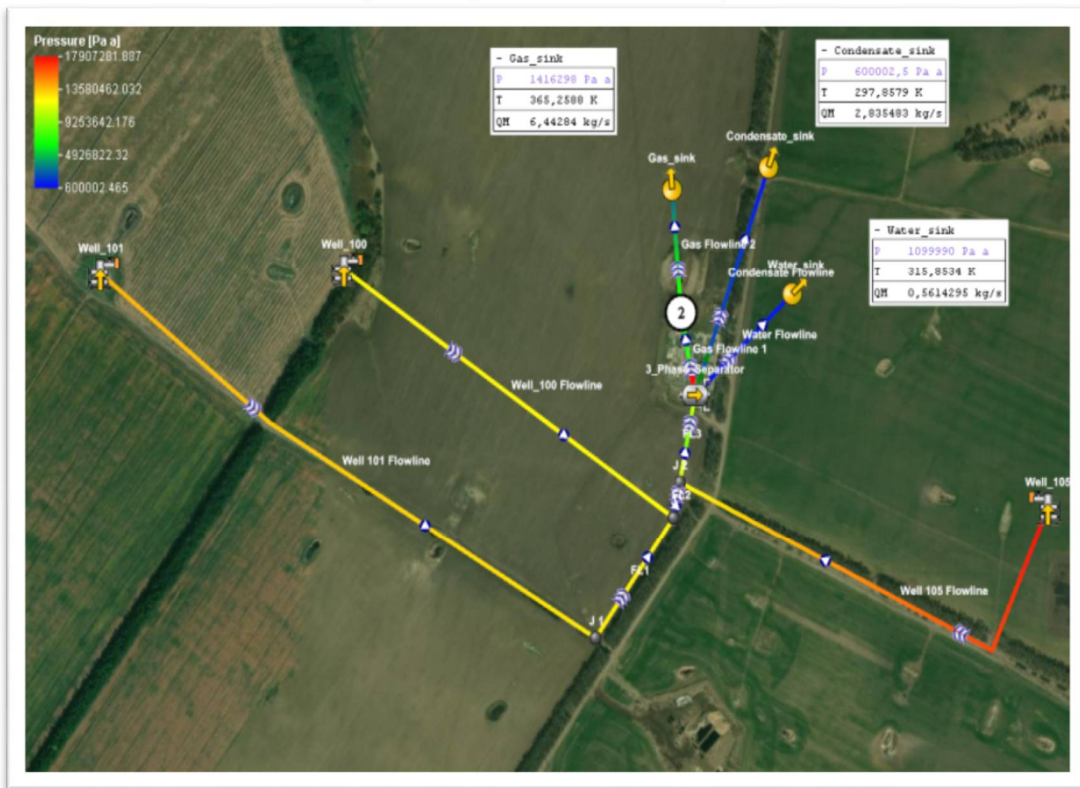 Pressure [Pa a]
17907281.887
13580462.032
9253642.176
4926822.32
600002.465
- Gas_sink
P 1416298 Pa a
T 365,2588 K
QM 6,44284 kg/s
- Condensate_sink
P 600002,5 Pa a
T 297,8579 K
QM 2,835483 kg/s
Condensate_sink
Gas_sink
- Water_sink
P 1099990 Pa a
T 315,8534 K
QM 0,5614295 kg/s
Well_101
Well_100
Gas Flowline 2
Water_sink
Condensate Flowline
2
Water Flowline
Gas Flowline 1
3_Phase_Separator
Well_100 Flowline
Well 101 Flowline
Well_105
FL1
Well 105 Flowline
J 1